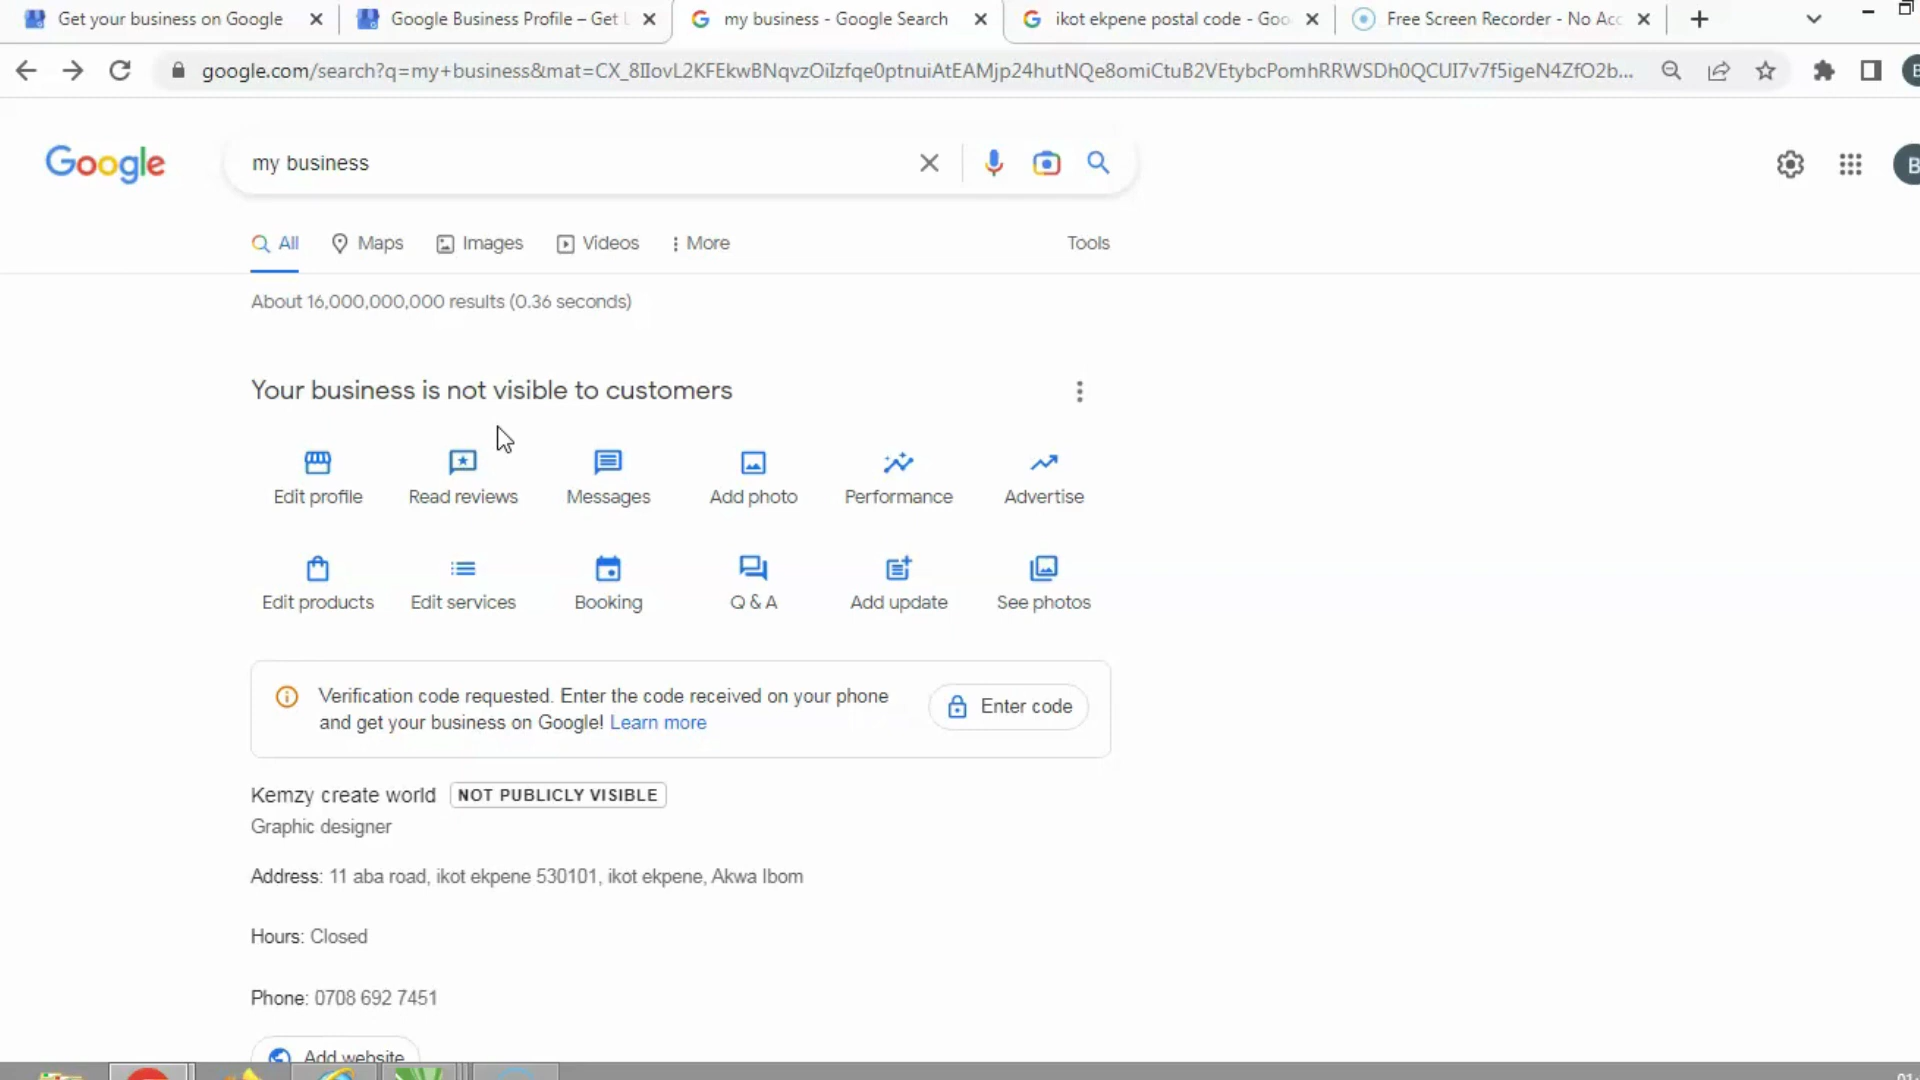 Get your business on Google
Google Business Profile – Get L
my business - Google Search
ikot ekpene postal code - Goo
Free Screen Recorder - No Acc
google.com/search?q=my+business&mat=CX_8IIovL2KFEkwBNqvzOiIzfqe0ptnuiAtEAMjp24hutNQe8omiCtuB2VEtybcPomhRRWSDh0QCUI7v7f5igeN4ZfO2b...
B
Google
my business
B
All
Maps
Images
Videos
More
Tools
About 16,000,000,000 results (0.36 seconds)
Your business is not visible to customers
Edit profile
Read reviews
Messages
Add photo
Performance
Advertise
Edit products
Edit services
Booking
Q & A
Add update
See photos
Verification code requested. Enter the code received on your phone
and get your business on Google! Learn more
Enter code
Kemzy create world NOT PUBLICLY VISIBLE
Graphic designer
Address: 11 aba road, ikot ekpene 530101, ikot ekpene, Akwa Ibom
Hours: Closed
Phone: 0708 692 7451
Add website